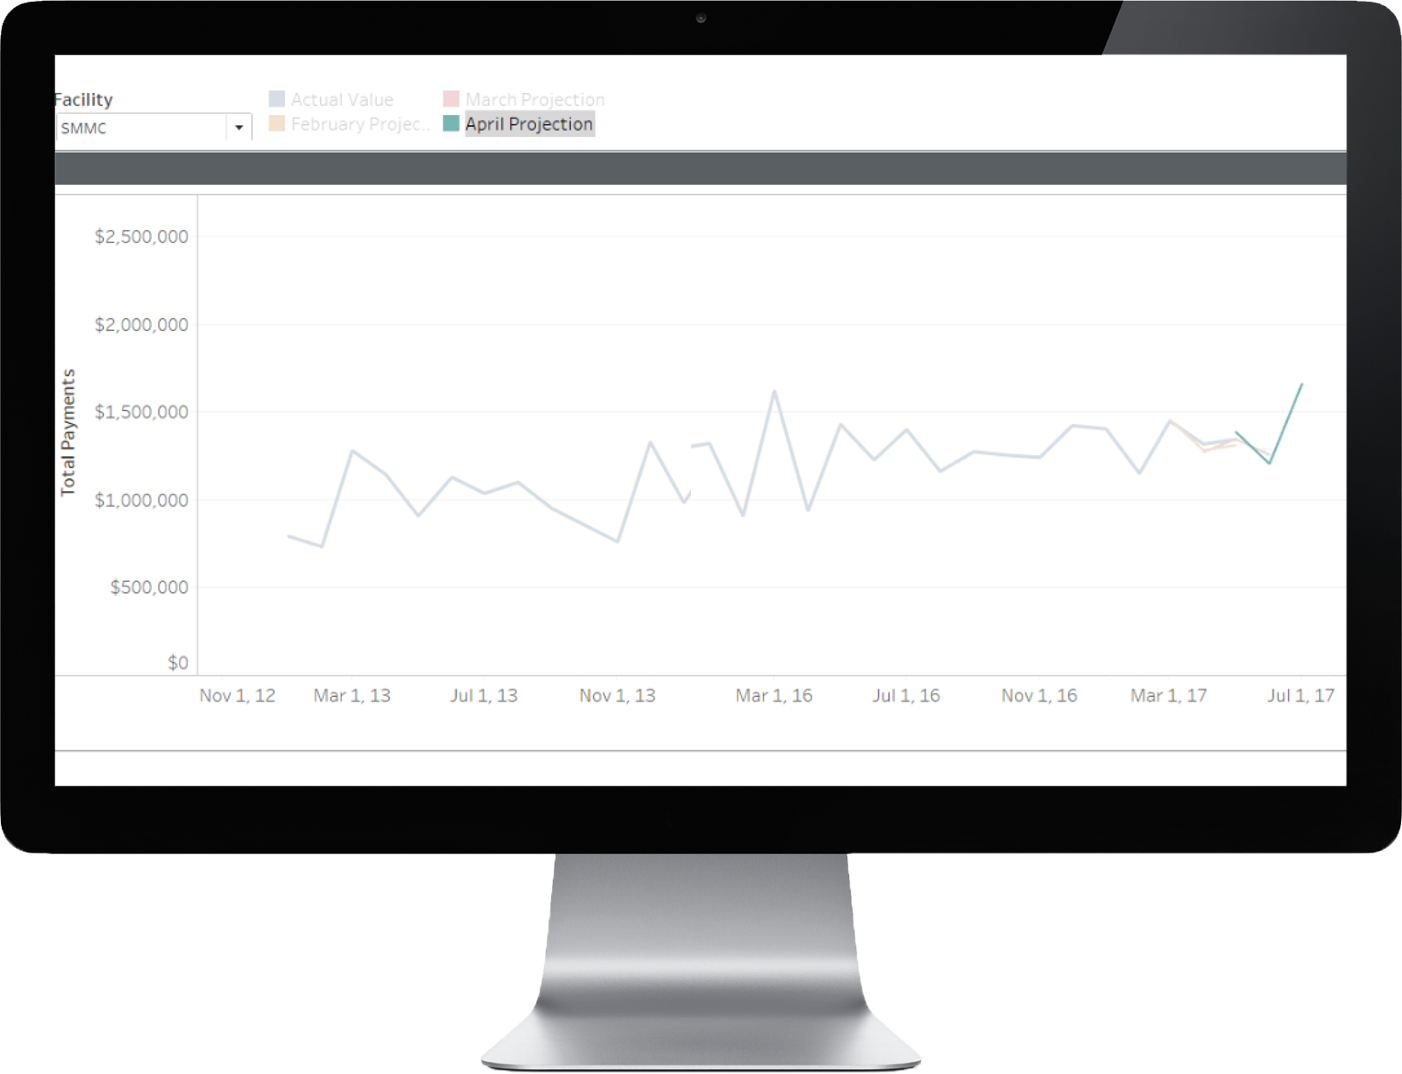 Facility
SMMC
Actual Value
March Projection
February Projec..
April Projection
Total Payments
$2,500,000
$2,000,000
$1,500,000
$1,000,000
$500,000
$0
Nov 1, 12
Mar 1, 13
Jul 1, 13
Nov 1, 13
Mar 1, 16
Jul 1, 16
Nov 1, 16
Mar 1, 17
Jul 1, 17